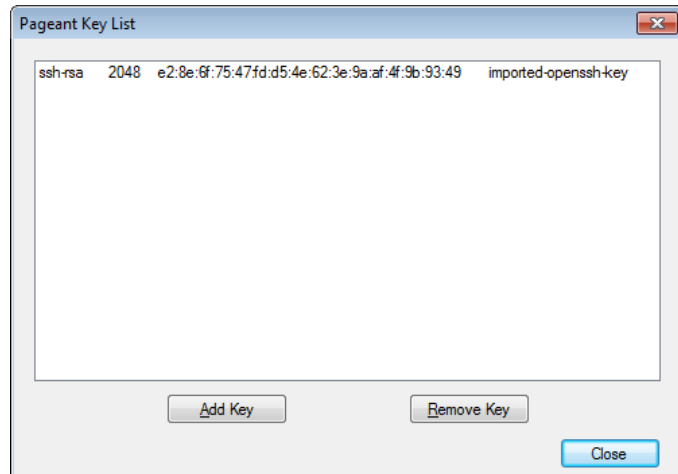 Pageant Key List
ssh-rsa 2048 e2:8e:6f:75:47:fd:d5:4e:62:3e:9a:af:4f:9b:93:49 imported-openssh-key
Add Key Remove Key
Close